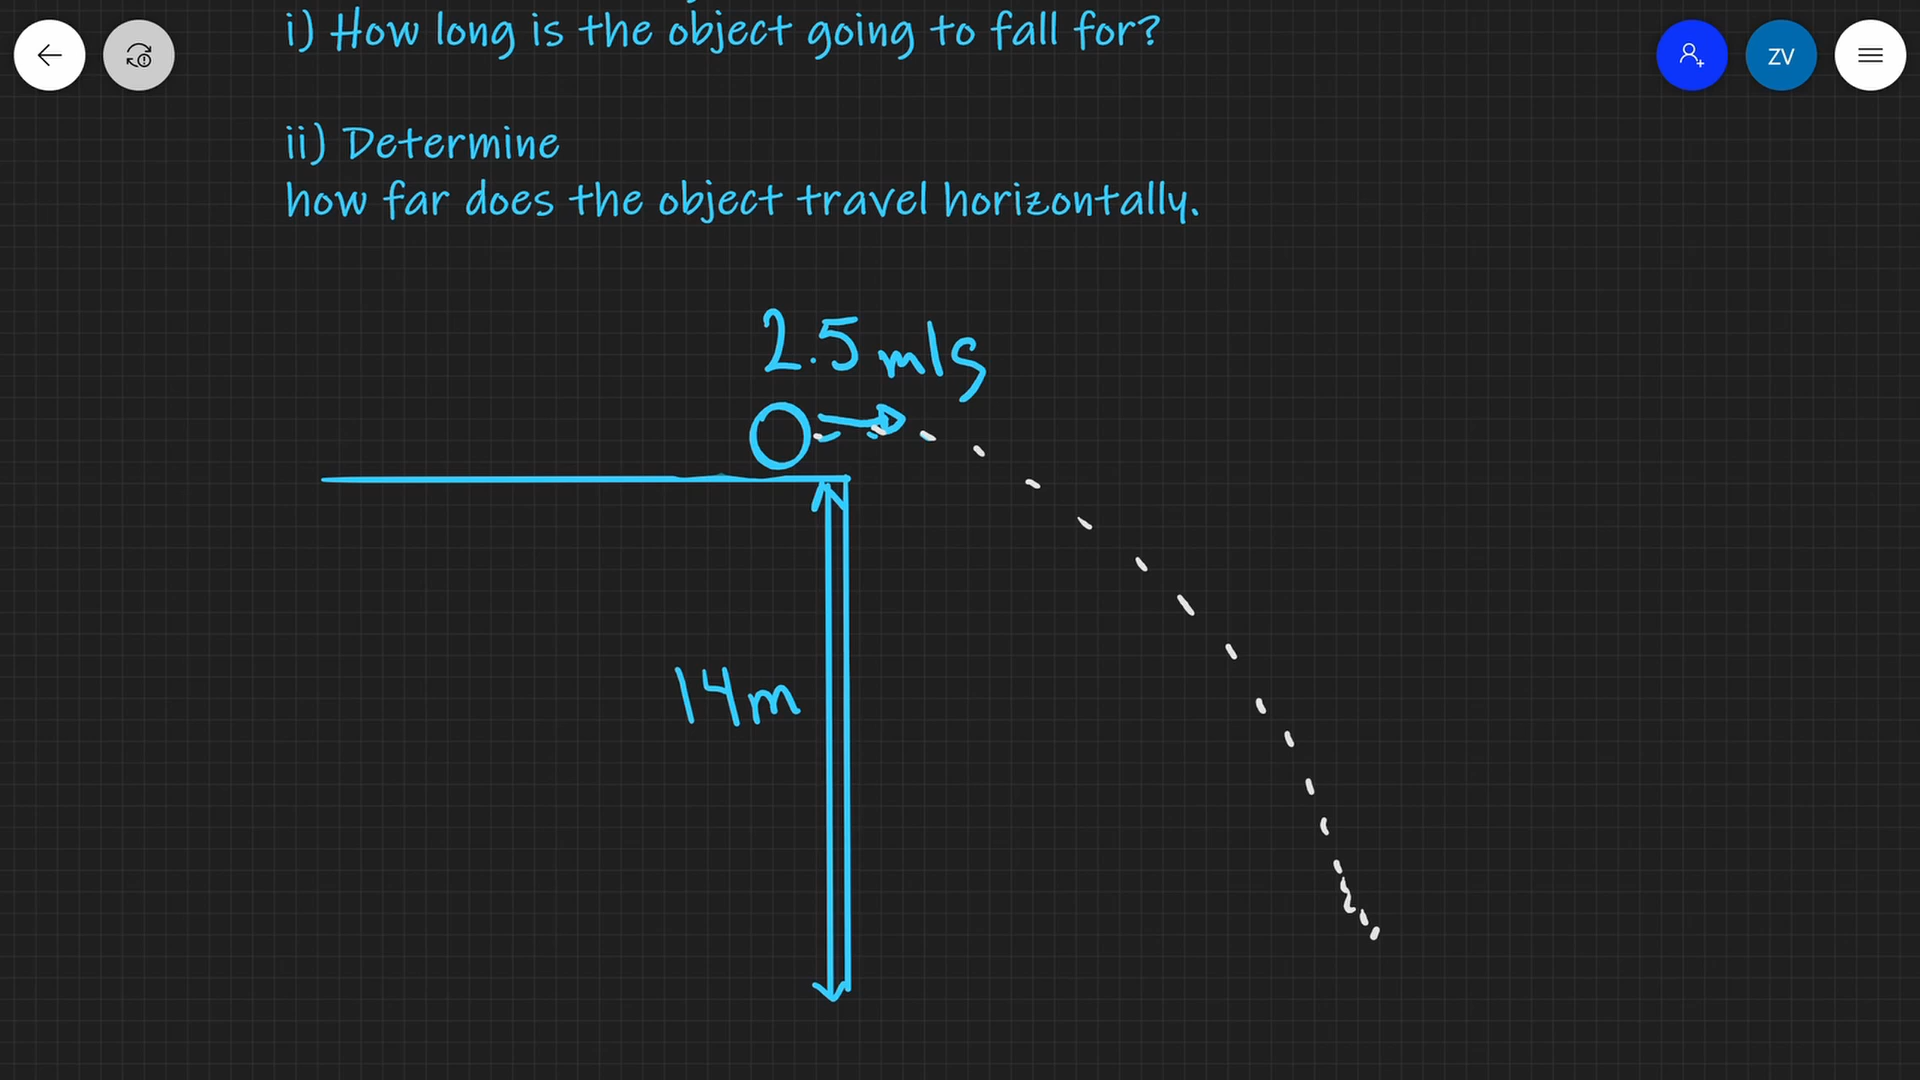 i) How long is the object going to fall for?
ZV
ii) Determine
how far does the object travel horizontally.
2.5 m/s
14m